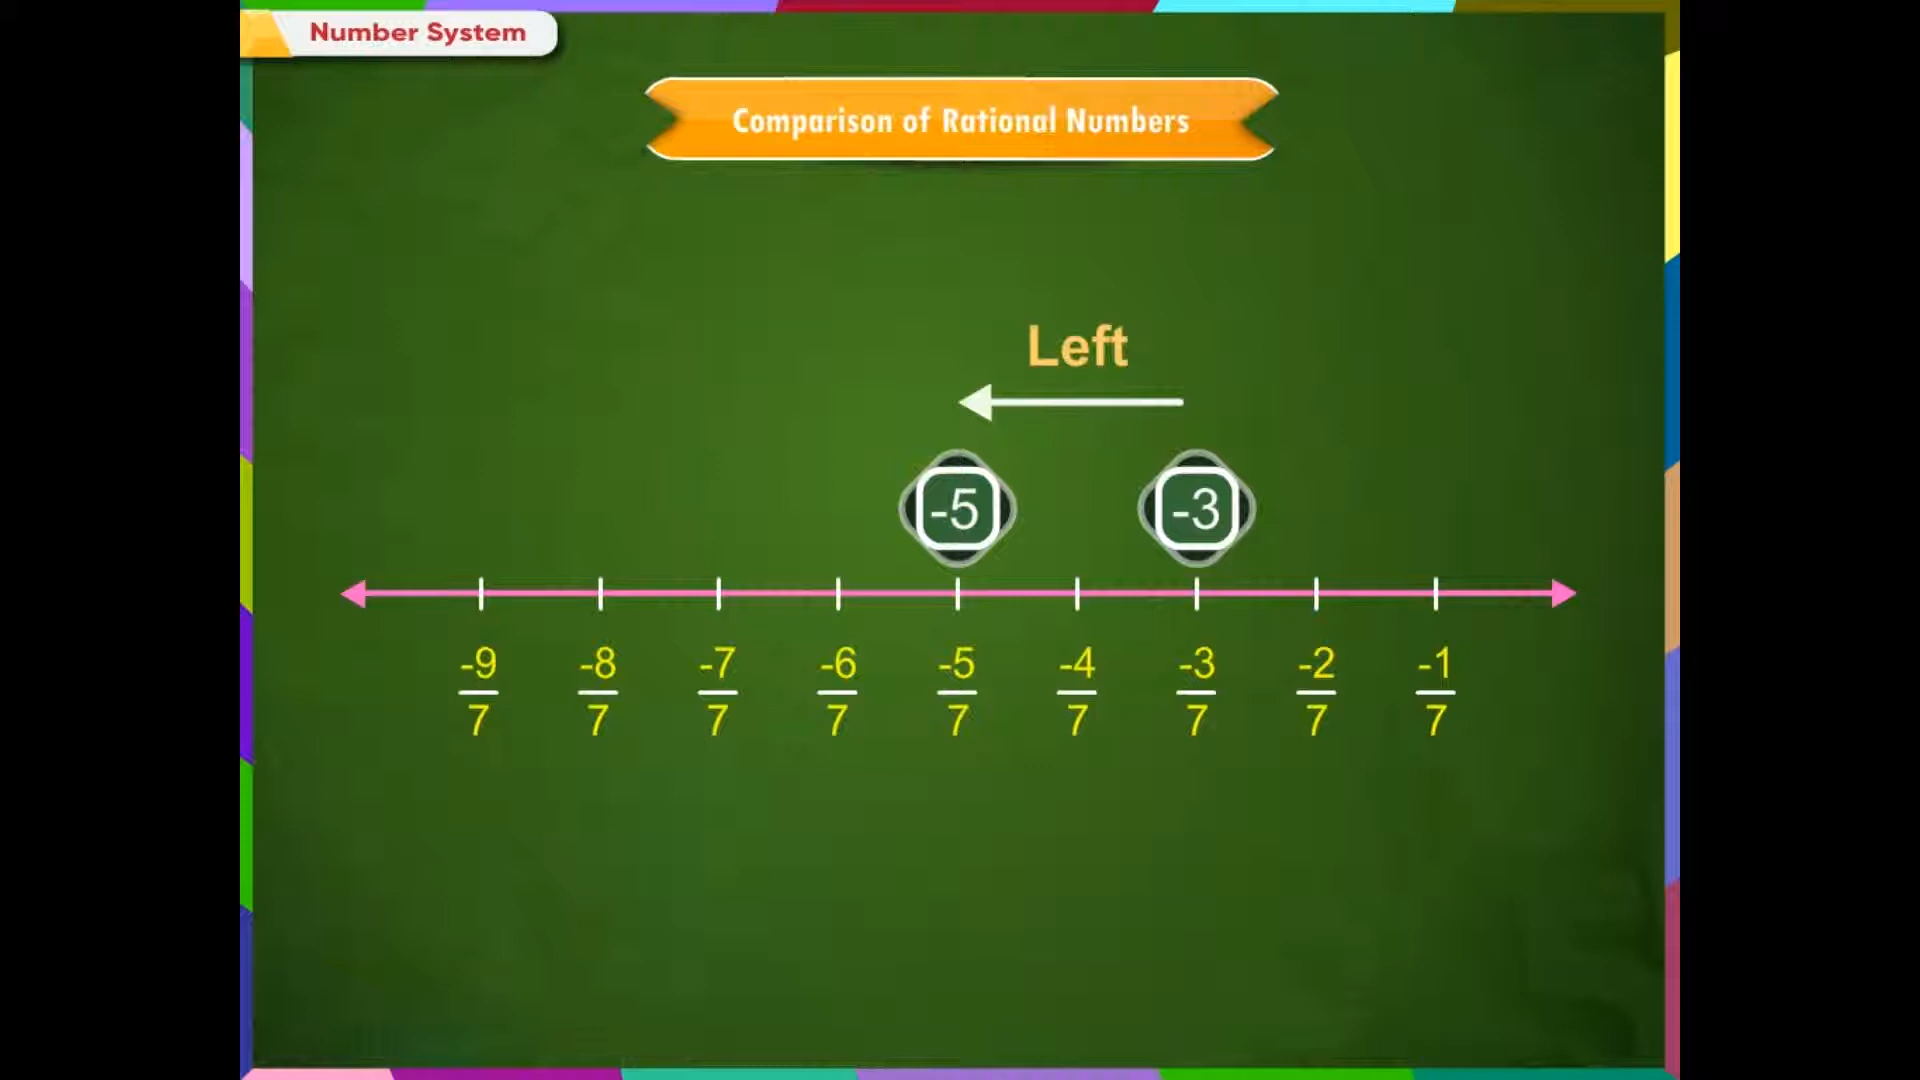 Number System
Comparison of Rational Numbers
Left
-5 -3
-9 -8 -7 -6 -5 -4 -3 -2 -1
7 7 7 7 7 7 7 7 7